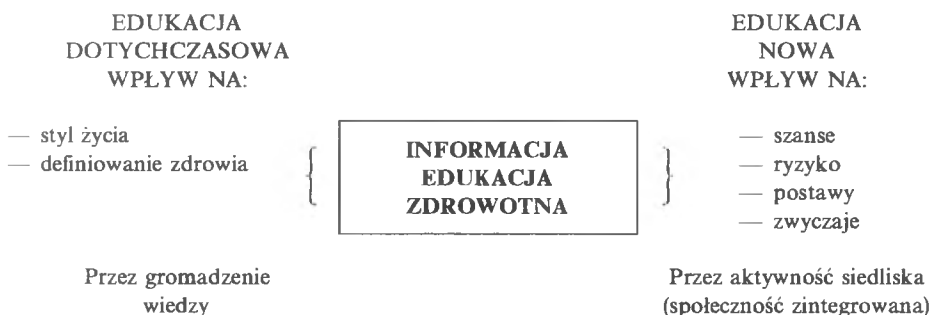 EDUKACJA
DOTYCHCZASOWA
WPŁYW NA:
— styl życia
— definiowanie zdrowia
Przez gromadzenie
wiedzy
INFORMACJA
EDUKACJA
ZDROWOTNA
EDUKACJA
NOWA
WPŁYW NA:
— szanse
— ryzyko
— postawy
— zwyczaje
Przez aktywność siedliska
(społeczność zintegrowana)